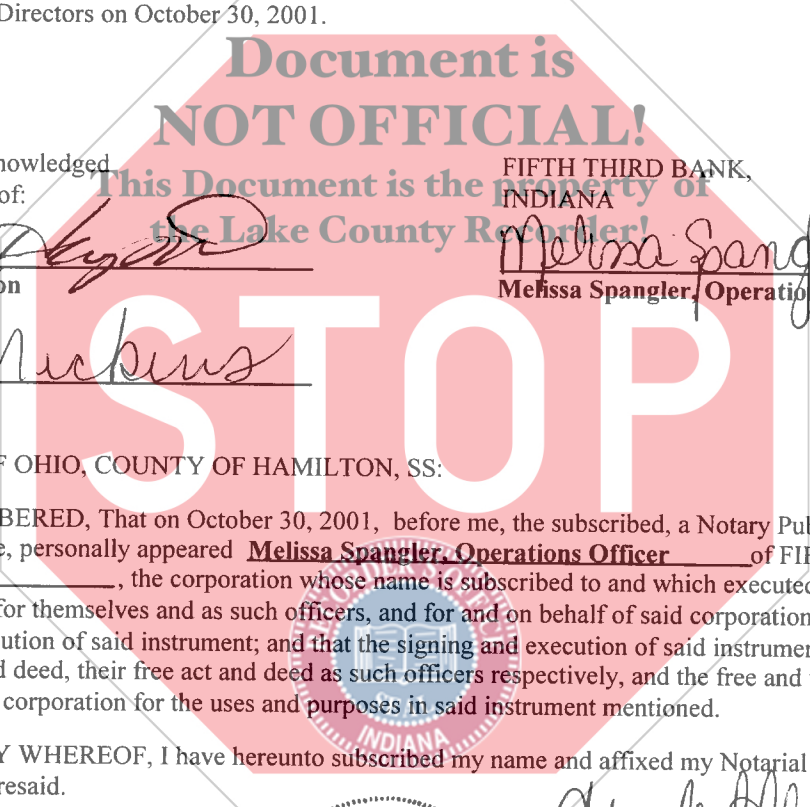 Directors on October 30, 2001.
Document is
NOT OFFICIAL!
nowledged
FIFTH THIRD BANK,
This Document is the property of
of:
INDIANA
the Lake County Recorder!
Melissa Spang
on
Melissa Spangler, Operatio
Mickens
STOP
F OHIO, COUNTY OF HAMILTON, SS:
BERED, That on October 30, 2001, before me, the subscribed, a Notary Pub
e, personally appeared Melissa Spangler, Operations Officer of FIF
, the corporation whose name is subscribed to and which executed
for themselves and as such officers, and for and on behalf of said corporation
ution of said instrument; and that the signing and execution of said instrumen
d deed, their free act and deed as such officers respectively, and the free and
corporation for the uses and purposes in said instrument mentioned.
SEAL
INDIANA
Y WHEREOF, I have hereunto subscribed my name and affixed my Notarial
resaid.